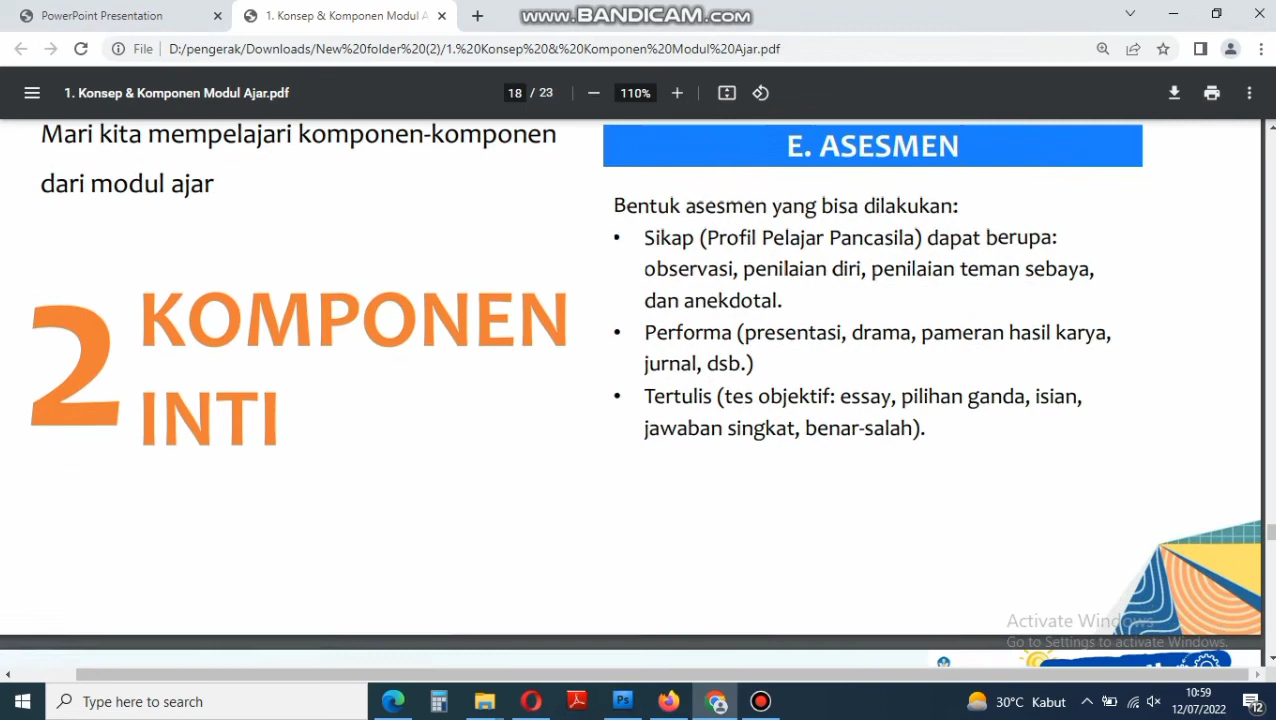 PowerPoint Presentation
1. Konsep & Komponen Modul A
www.BANDICAM.com
File
D:/pengerak/Downloads/New%20folder%20(2)/1.%20Konsep%20&%20Komponen%20Modul%20Ajar.pdf
1. Konsep & Komponen Modul Ajar.pdf
18 / 23
110%
Mari kita mempelajari komponen-komponen
dari modul ajar
2 KOMPONEN
INTI
E. ASESMEN
Bentuk asesmen yang bisa dilakukan:
• Sikap (Profil Pelajar Pancasila) dapat berupa:
observasi, penilaian diri, penilaian teman sebaya,
dan anekdotal.
• Performa (presentasi, drama, pameran hasil karya,
jurnal, dsb.)
• Tertulis (tes objektif: essay, pilihan ganda, isian,
jawaban singkat, benar-salah).
Activate Windows
Go to Settings to activate Windows.
Type here to search
30°C Kabut
10:59
12/07/2022
12